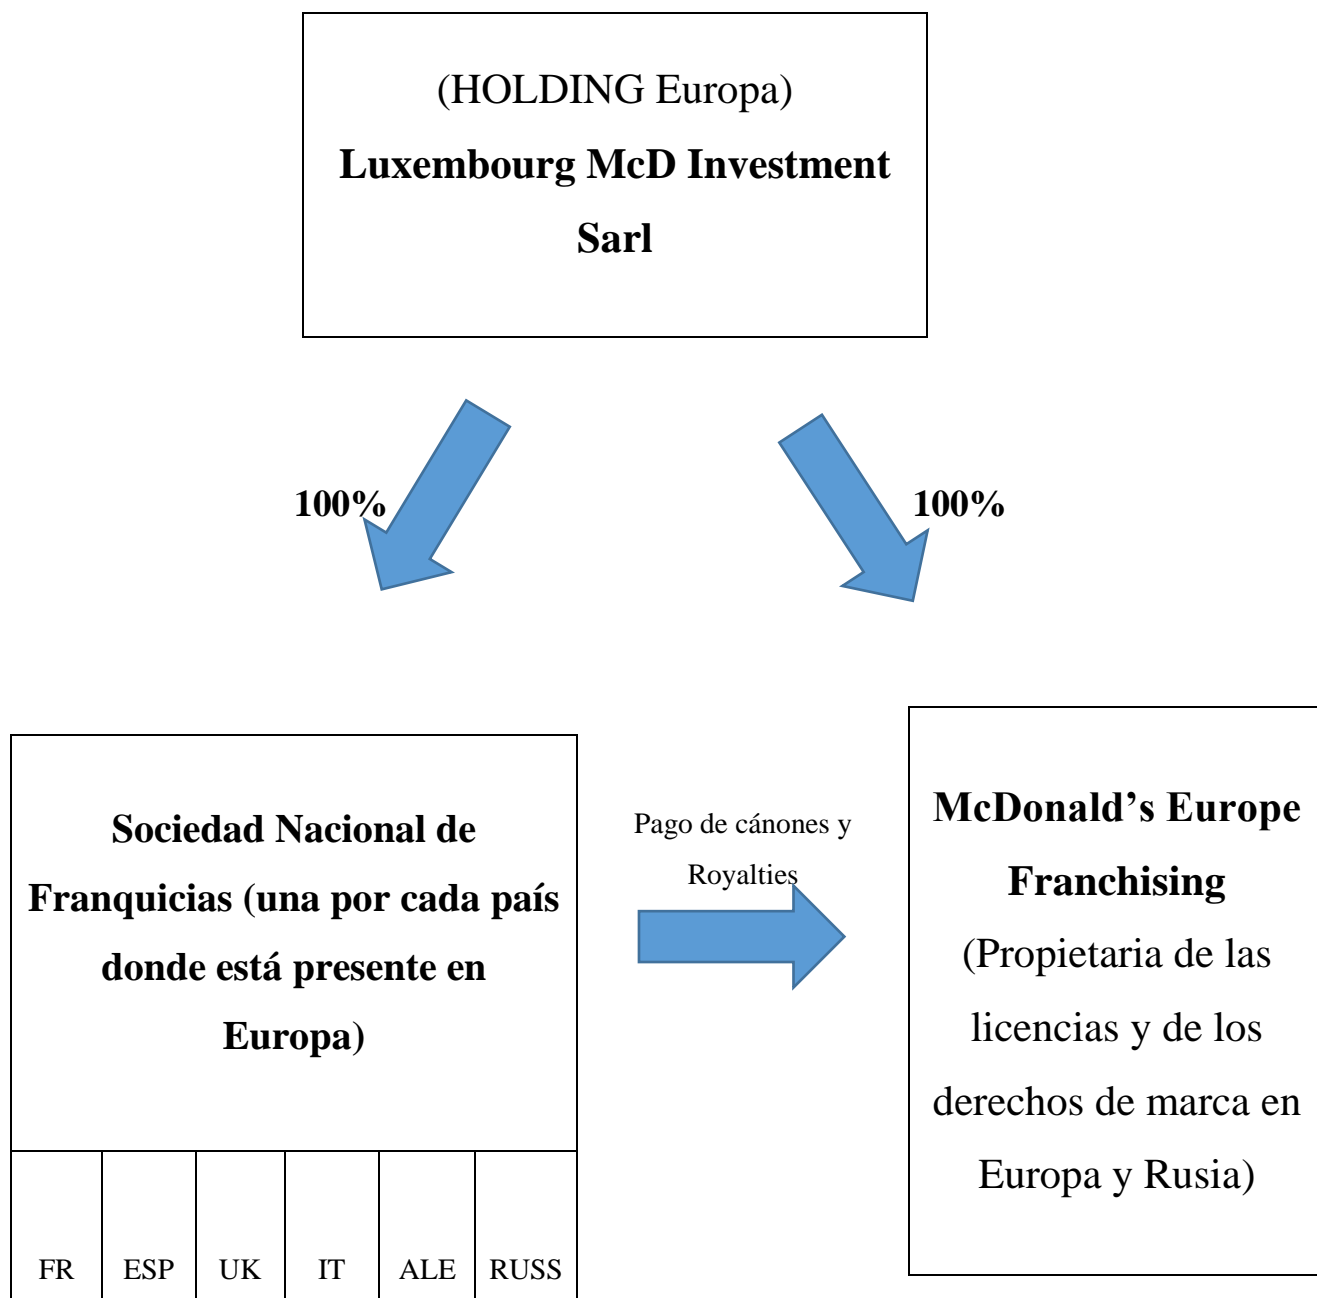 (HOLDING Europa)
Luxembourg McD Investment
Sarl
100%
100%
Sociedad Nacional de
Franquicias (una por cada país
donde está presente en
Europa)
Pago de cánones y
Royalties
McDonald’s Europe
Franchising
(Propietaria de las
licencias y de los
derechos de marca en
Europa y Rusia)
FR ESP UK IT ALE RUSS